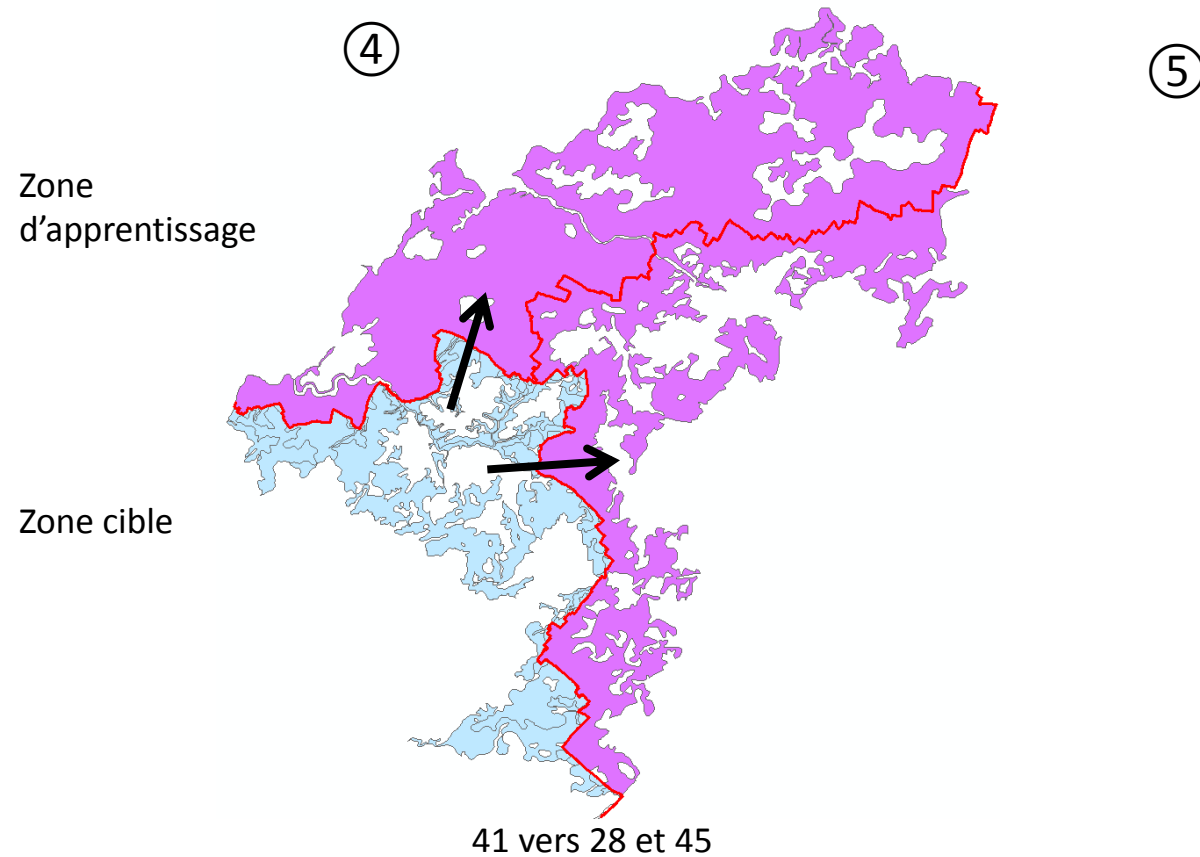 ④
⑤
Zone
d'apprentissage
Zone cible
41 vers 28 et 45